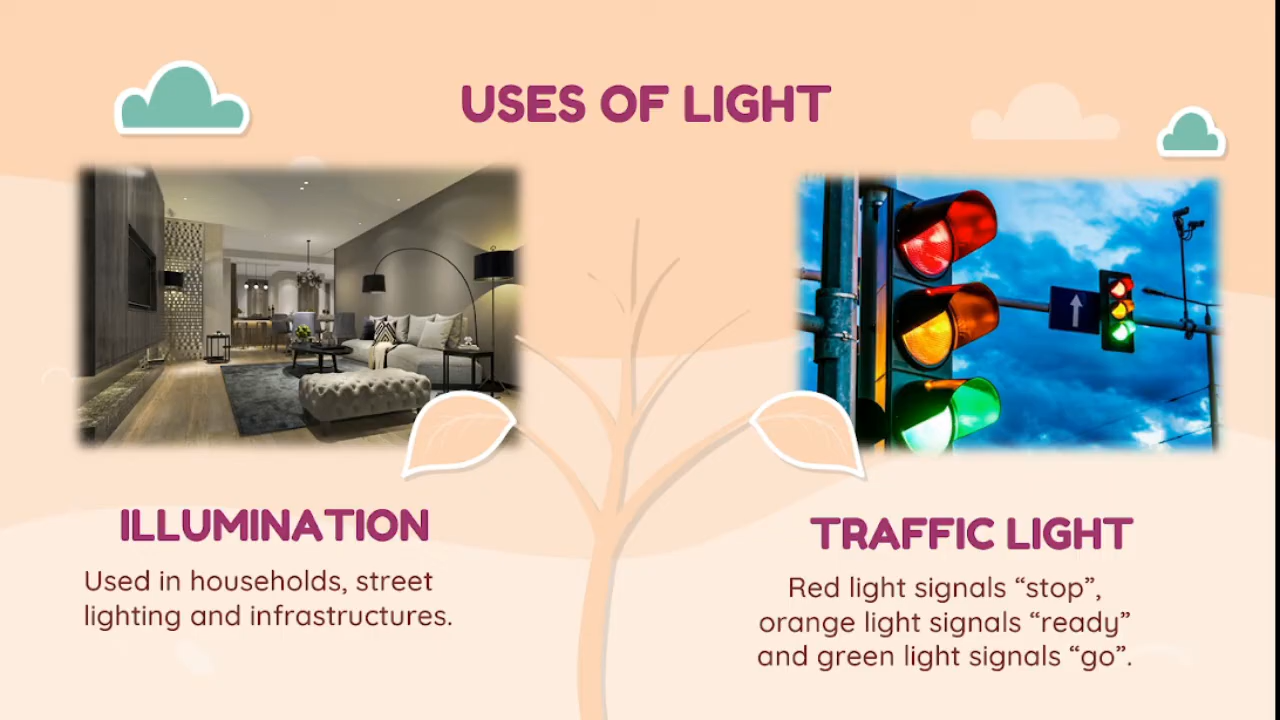 USES OF LIGHT
ILLUMINATION
Used in households, street
lighting and infrastructures.
TRAFFIC LIGHT
Red light signals “stop”,
orange light signals “ready”
and green light signals “go”.